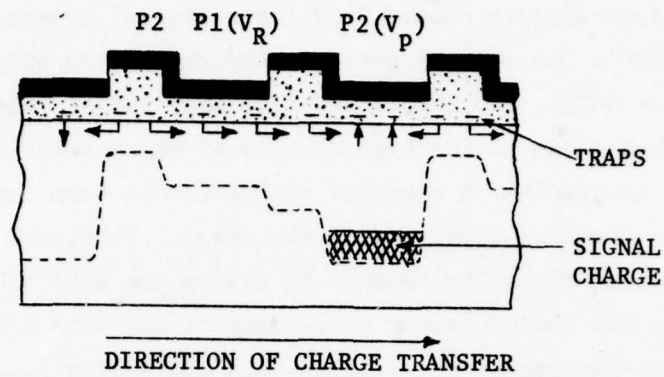 P2 P1(V_R) P2(V_p)
TRAPS
SIGNAL
CHARGE
DIRECTION OF CHARGE TRANSFER